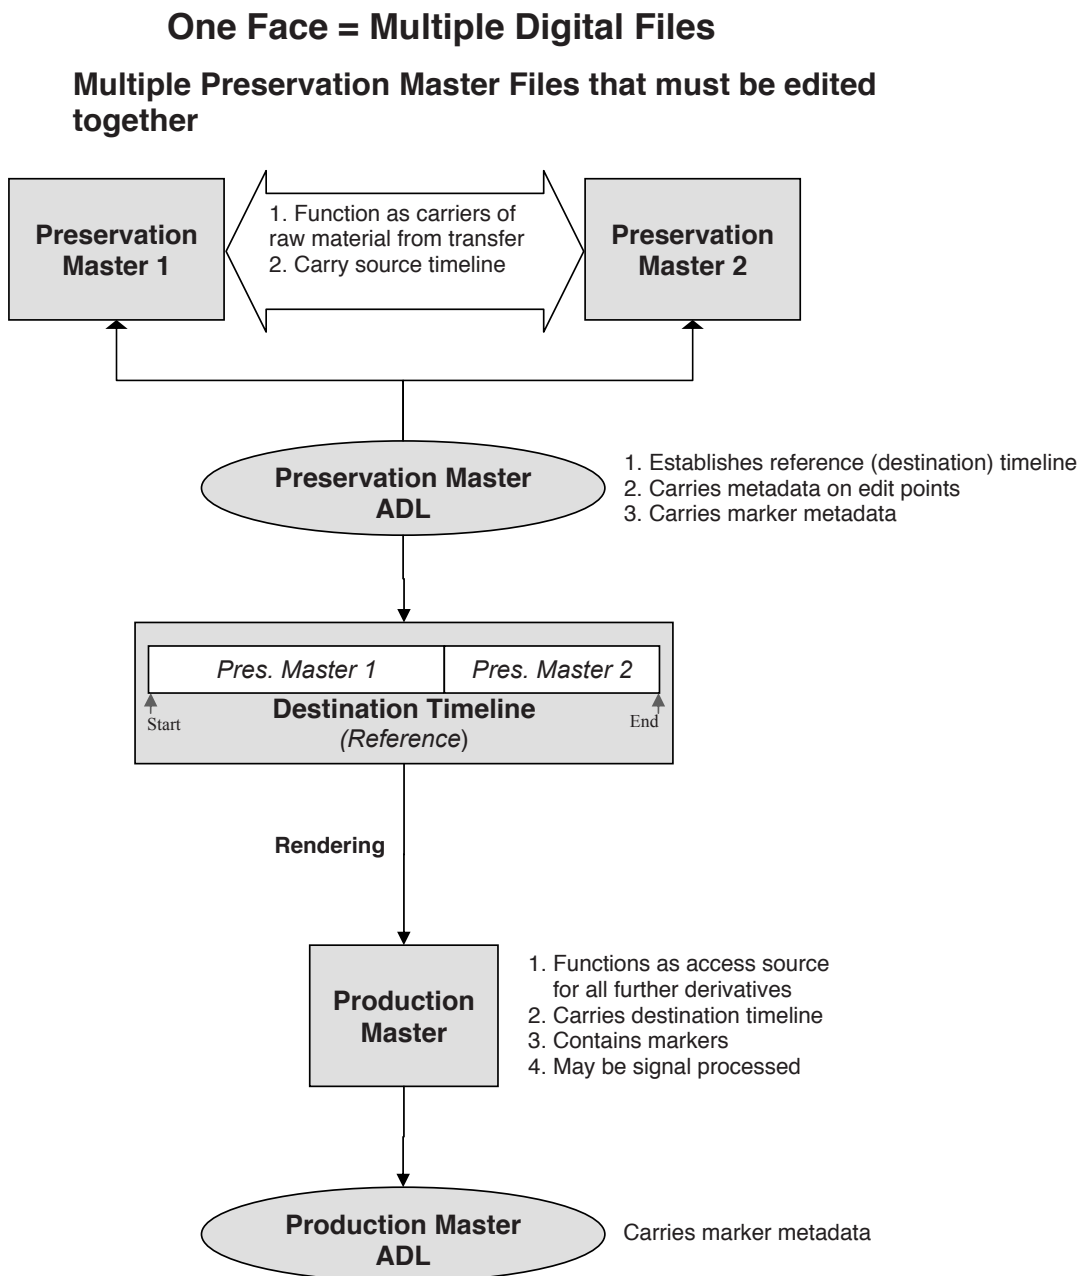 One Face = Multiple Digital Files
Multiple Preservation Master Files that must be edited
together
Preservation
Master 1
1. Function as carriers of
raw material from transfer
2. Carry source timeline
Preservation
Master 2
Preservation Master
ADL
1. Establishes reference (destination) timeline
2. Carries metadata on edit points
3. Carries marker metadata
Pres. Master 1
Pres. Master 2
Start
Destination Timeline
(Reference)
End
Rendering
Production
Master
1. Functions as access source
for all further derivatives
2. Carries destination timeline
3. Contains markers
4. May be signal processed
Production Master
ADL
Carries marker metadata